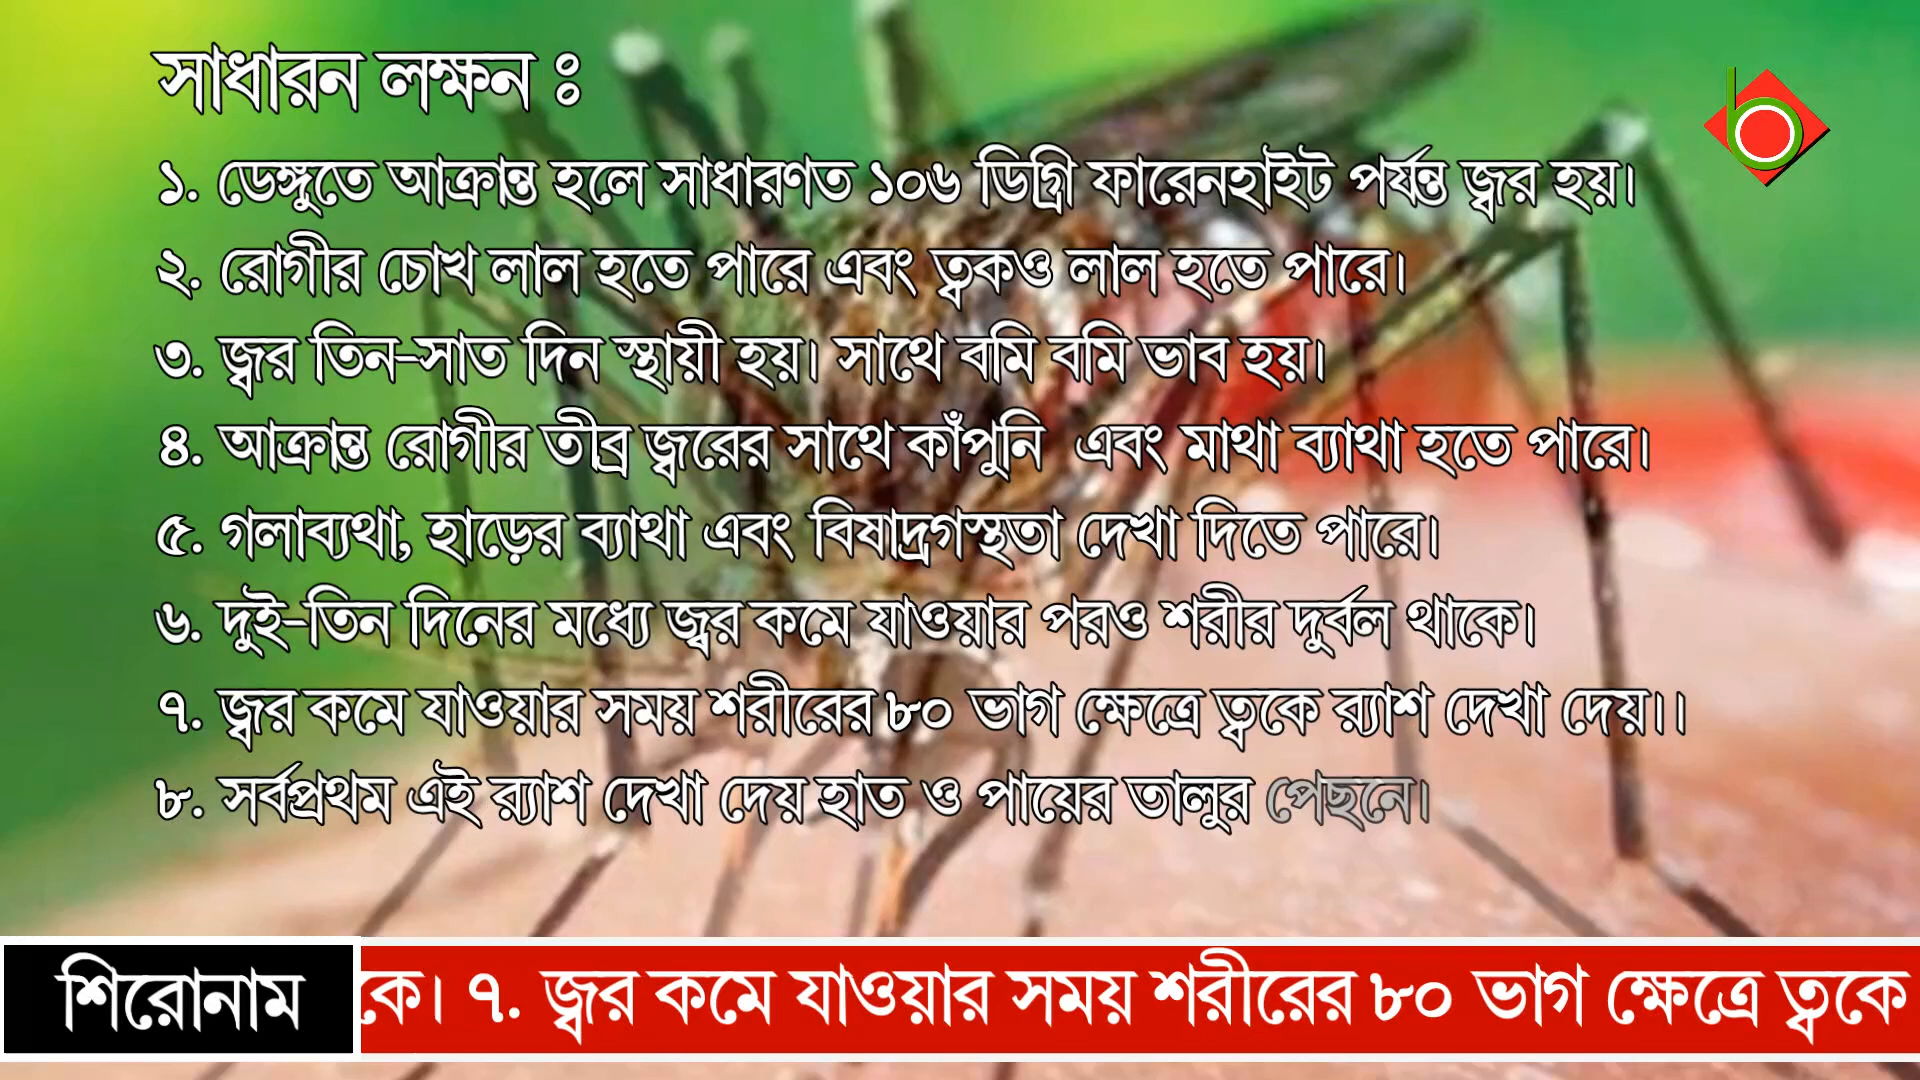 সাধারন লক্ষন ঃ
১. ডেঙ্গুতে আক্রান্ত হলে সাধারণত ১০৬ ডিগ্রি ফারেনহাইট পর্যন্ত জ্বর হয়।
২. রোগীর চোখ লাল হতে পারে এবং ত্বকও লাল হতে পারে।
৩. জ্বর তিন-সাত দিন স্থায়ী হয়। সাথে বমি বমি ভাব হয়।
৪. আক্রান্ত রোগীর তীব্র জ্বরের সাথে কাঁপুনি এবং মাথা ব্যাথা হতে পারে।
৫. গলাব্যথা, হাড়ের ব্যাথা এবং বিষাদ্রগস্থতা দেখা দিতে পারে।
৬. দুই-তিন দিনের মধ্যে জ্বর কমে যাওয়ার পরও শরীর দুর্বল থাকে।
৭. জ্বর কমে যাওয়ার সময় শরীরের ৮০ ভাগ ক্ষেত্রে ত্বকে র‍্যাশ দেখা দেয়।।
৮. সর্বপ্রথম এই র‍্যাশ দেখা দেয় হাত ও পায়ের তালুর পেছনে।
শিরোনাম কে। ৭. জ্বর কমে যাওয়ার সময় শরীরের ৮০ ভাগ ক্ষেত্রে ত্বকে